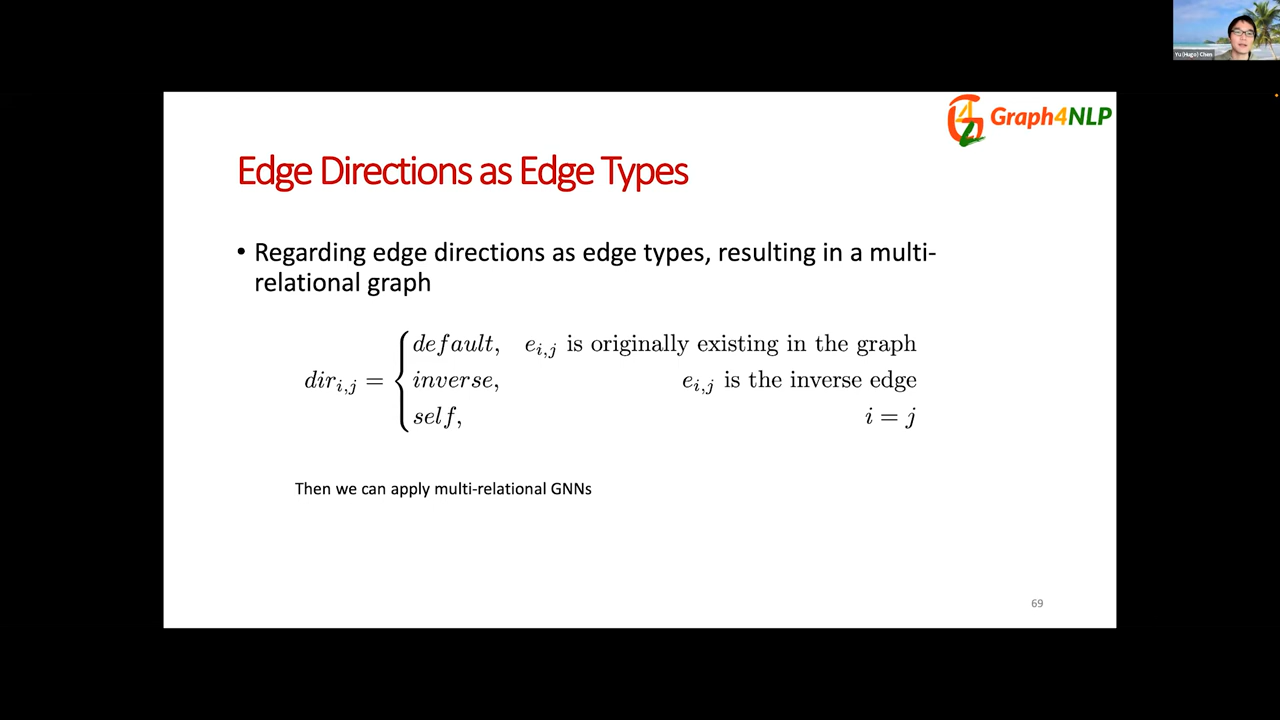 Yu (Hugo) Chen
Graph4NLP
Edge Directions as Edge Types
• Regarding edge directions as edge types, resulting in a multi-
relational graph
dir_{i,j} = { default, e_{i,j} is originally existing in the graph
inverse, e_{i,j} is the inverse edge
self, i = j
Then we can apply multi-relational GNNs
69